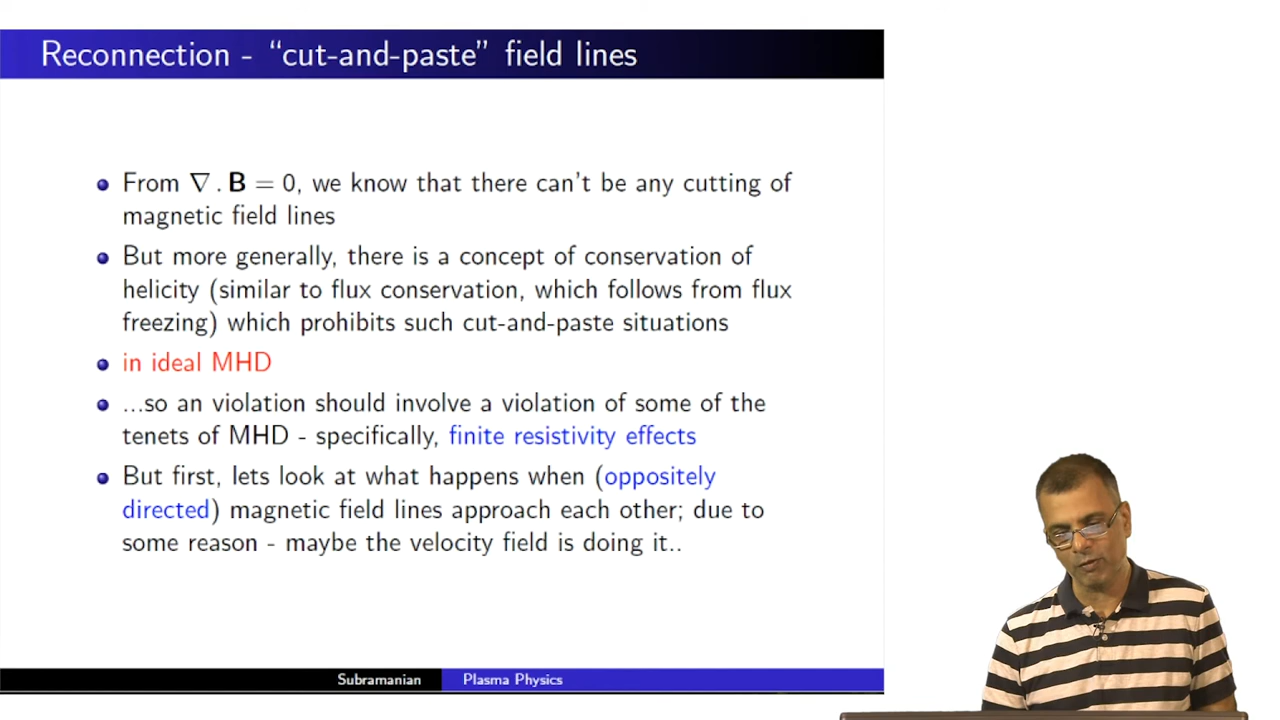 Reconnection - “cut-and-paste” field lines
From ∇ . B = 0, we know that there can't be any cutting of
magnetic field lines
But more generally, there is a concept of conservation of
helicity (similar to flux conservation, which follows from flux
freezing) which prohibits such cut-and-paste situations
in ideal MHD
...so an violation should involve a violation of some of the
tenets of MHD - specifically, finite resistivity effects
But first, lets look at what happens when (oppositely
directed) magnetic field lines approach each other; due to
some reason - maybe the velocity field is doing it..
Subramanian Plasma Physics